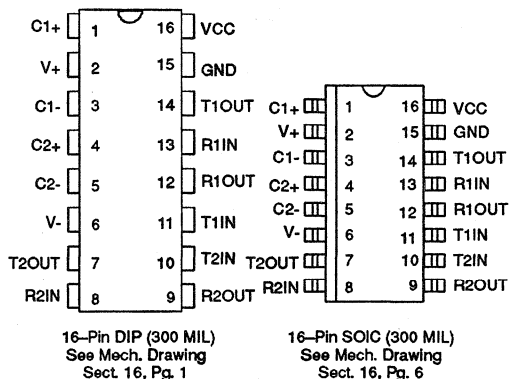 C1+ 1 16 VCC
V+ 2 15 GND
C1- 3 14 T1OUT
C2+ 4 13 R1IN
C2- 5 12 R1OUT
V- 6 11 T1IN
T2OUT 7 10 T2IN
R2IN 8 9 R2OUT
16–Pin DIP (300 MIL)
See Mech. Drawing
Sect. 16, Pg. 1
C1+ 1 16 VCC
V+ 2 15 GND
C1- 3 14 T1OUT
C2+ 4 13 R1IN
C2- 5 12 R1OUT
V- 6 11 T1IN
T2OUT 7 10 T2IN
R2IN 8 9 R2OUT
16–Pin SOIC (300 MIL)
See Mech. Drawing
Sect. 16, Pg. 6